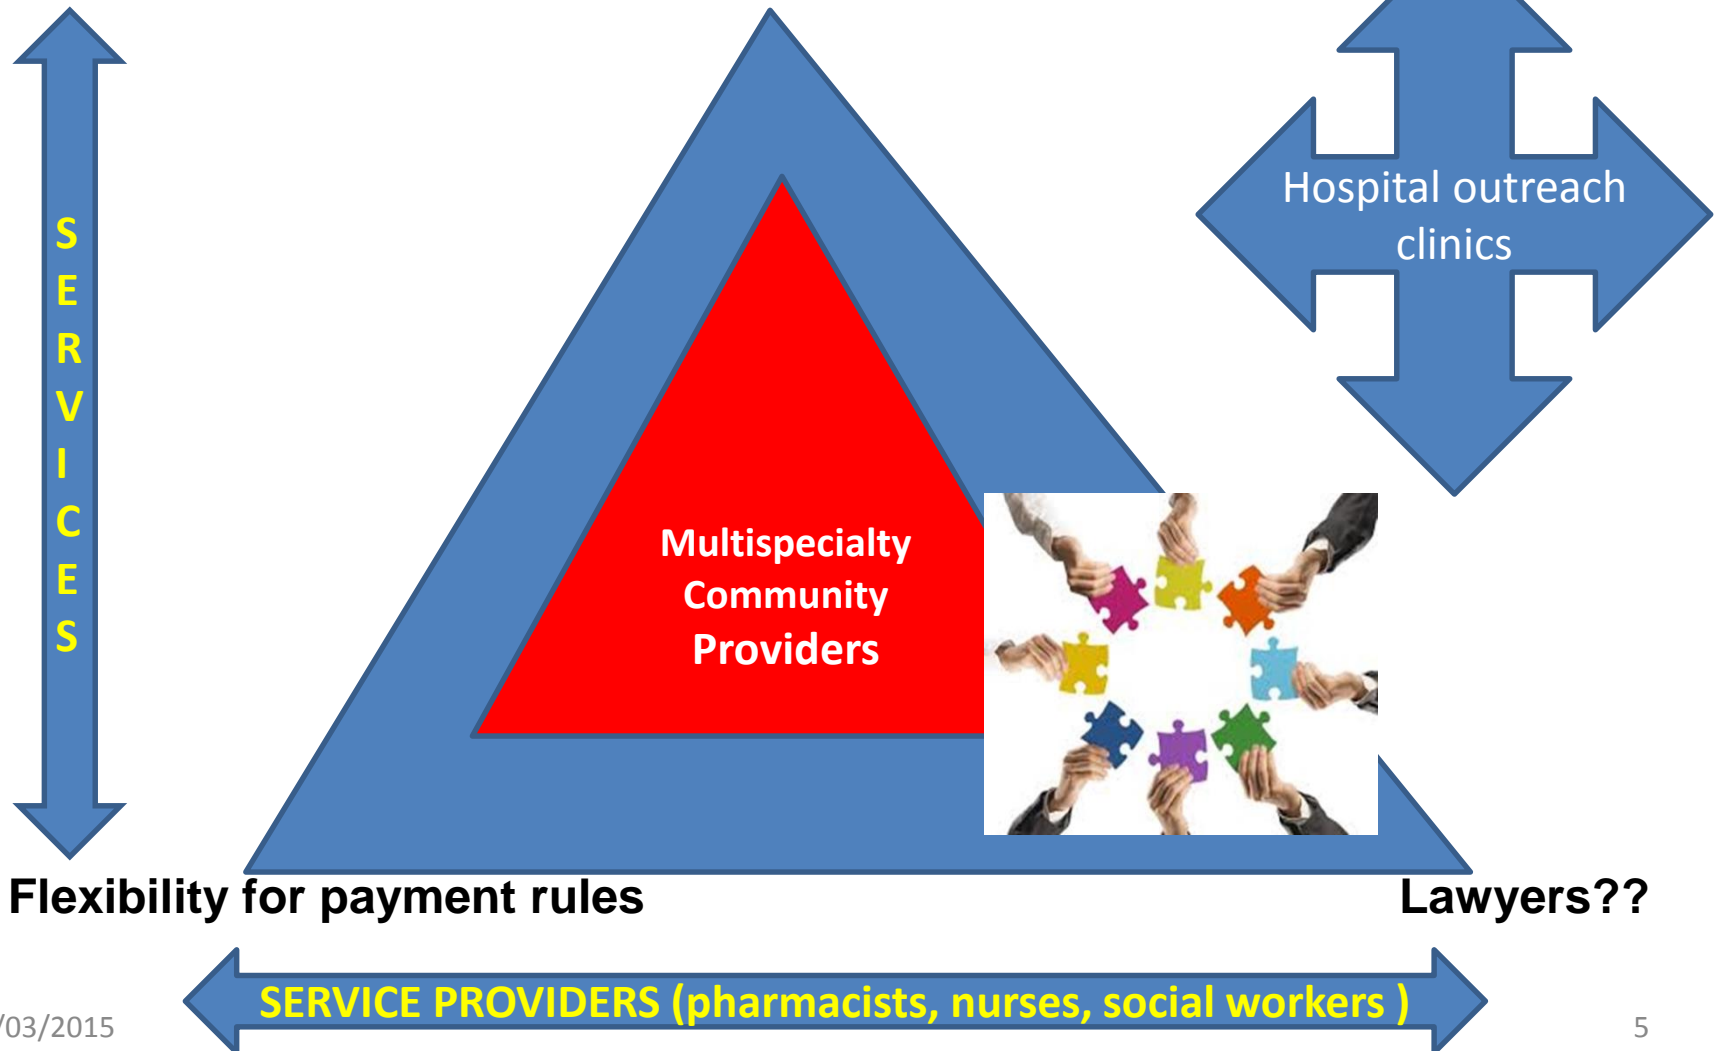 SERVICES
Hospital outreach
clinics
Multispecialty
Community
Providers
Flexibility for payment rules
Lawyers??
SERVICE PROVIDERS (pharmacists, nurses, social workers )
/03/2015
5